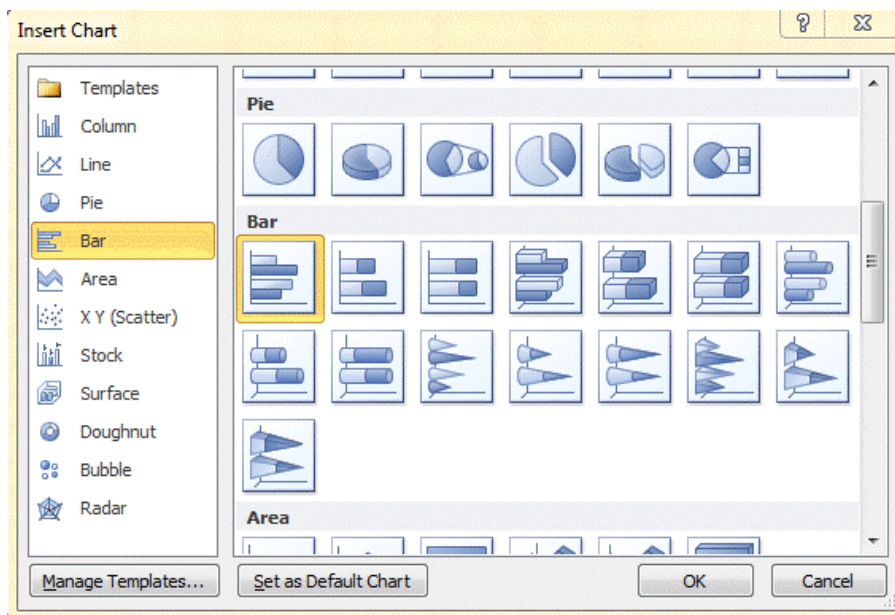 Insert Chart
Templates
Column
Line
Pie
Bar
Area
X Y (Scatter)
Stock
Surface
Doughnut
Bubble
Radar
Pie
Bar
Area
Manage Templates...
Set as Default Chart
OK
Cancel